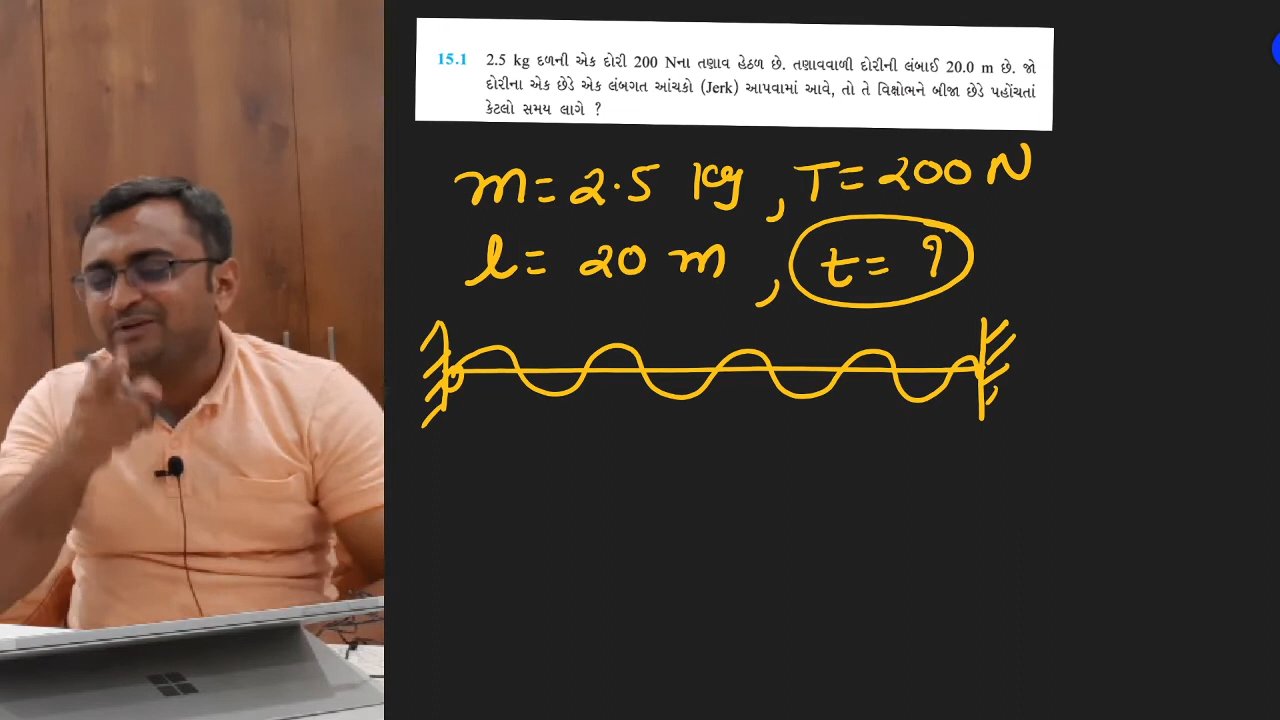 15.1 2.5 kg દળની એક દોરી 200 Nના તણાવ હેઠળ છે. તણાવવાળી દોરીની લંબાઈ 20.0 m છે. જો
દોરીના એક છેડે એક લંબગત આંચકો (Jerk) આપવામાં આવે, તો તે વિક્ષોભને બીજા છેડે પહોંચતાં
કેટલો સમય લાગે ?
m = 2.5 kg , T = 200 N
l = 20 m , t = ?